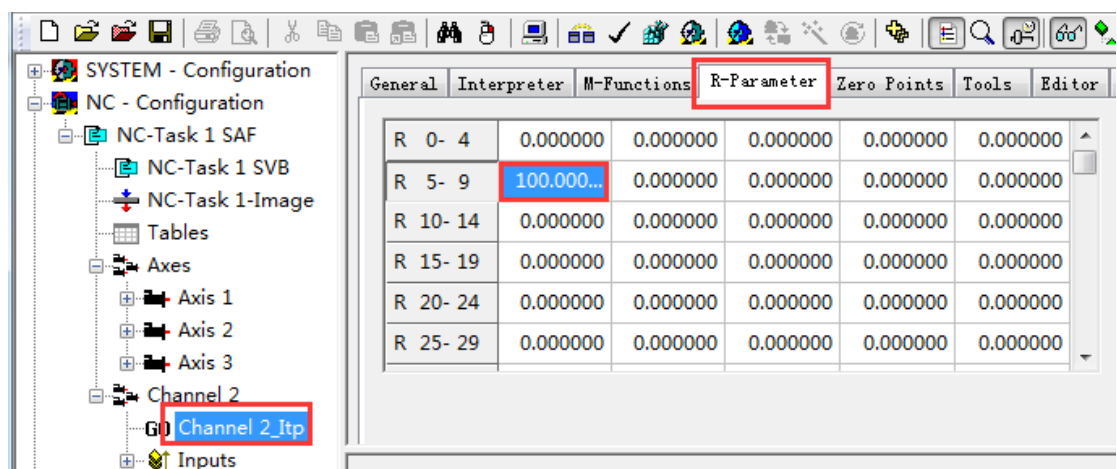 SYSTEM - Configuration
NC - Configuration
NC-Task 1 SAF
NC-Task 1 SVB
NC-Task 1-Image
Tables
Axes
Axis 1
Axis 2
Axis 3
Channel 2
GO Channel 2_Itp
Inputs
General Interpreter M-Functions R-Parameter Zero Points Tools Editor
R 0- 4 0.000000 0.000000 0.000000 0.000000 0.000000
R 5- 9 100.000... 0.000000 0.000000 0.000000 0.000000
R 10- 14 0.000000 0.000000 0.000000 0.000000 0.000000
R 15- 19 0.000000 0.000000 0.000000 0.000000 0.000000
R 20- 24 0.000000 0.000000 0.000000 0.000000 0.000000
R 25- 29 0.000000 0.000000 0.000000 0.000000 0.000000